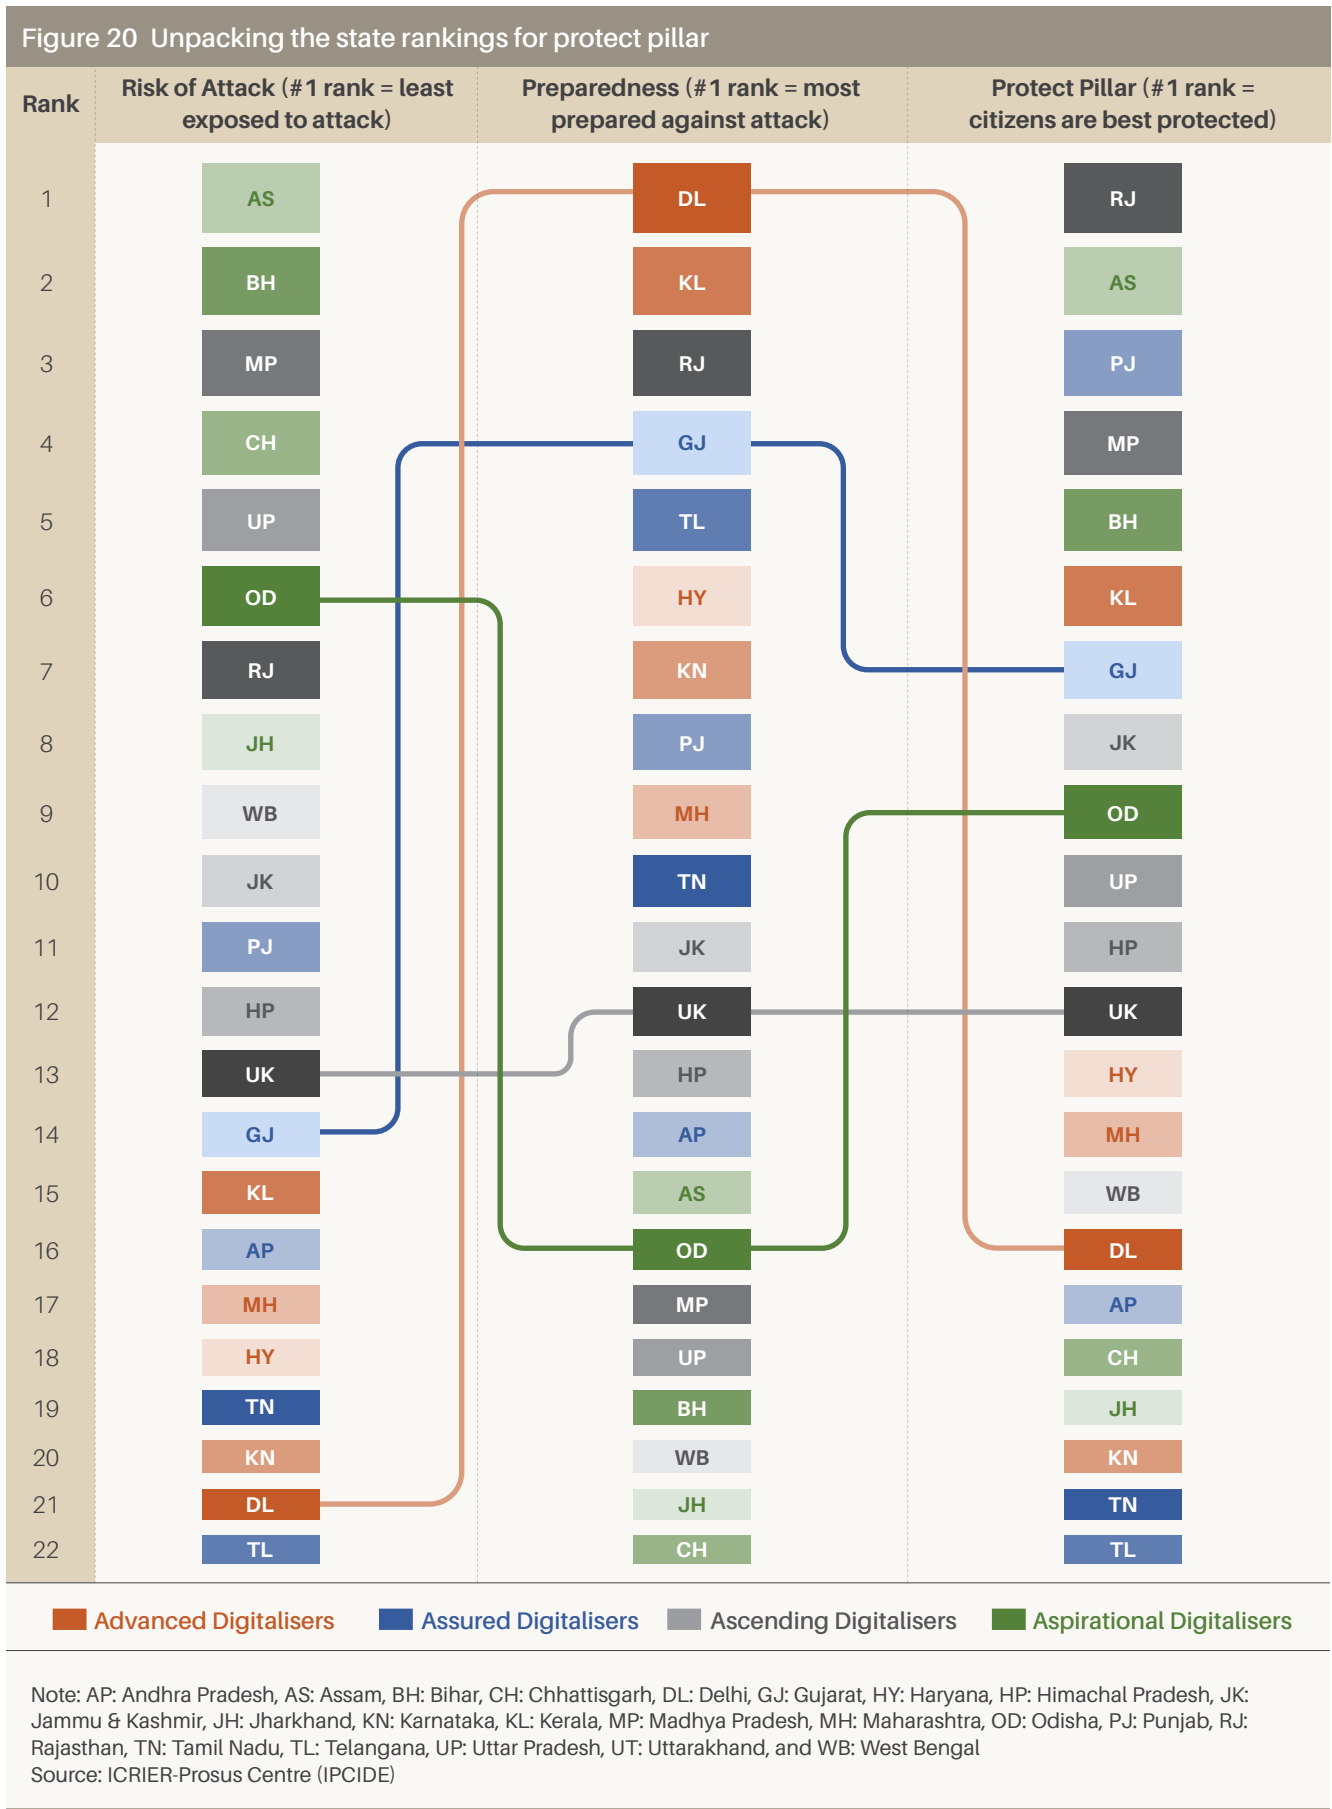 Figure 20 Unpacking the state rankings for protect pillar
Rank
Risk of Attack (#1 rank = least
exposed to attack)
Preparedness (#1 rank = most
prepared against attack)
Protect Pillar (#1 rank =
citizens are best protected)
1 AS DL RJ
2 BH KL AS
3 MP RJ PJ
4 CH GJ MP
5 UP TL BH
6 OD HY KL
7 RJ KN GJ
8 JH PJ JK
9 WB MH OD
10 JK TN UP
11 PJ JK HP
12 HP UK UK
13 UK HP HY
14 GJ AP MH
15 KL AS WB
16 AP OD DL
17 MH MP AP
18 HY UP CH
19 TN BH JH
20 KN WB KN
21 DL JH TN
22 TL CH TL
Advanced Digitalisers Assured Digitalisers Ascending Digitalisers Aspirational Digitalisers
Note: AP: Andhra Pradesh, AS: Assam, BH: Bihar, CH: Chhattisgarh, DL: Delhi, GJ: Gujarat, HY: Haryana, HP: Himachal Pradesh, JK:
Jammu & Kashmir, JH: Jharkhand, KN: Karnataka, KL: Kerala, MP: Madhya Pradesh, MH: Maharashtra, OD: Odisha, PJ: Punjab, RJ:
Rajasthan, TN: Tamil Nadu, TL: Telangana, UP: Uttar Pradesh, UT: Uttarakhand, and WB: West Bengal
Source: ICRIER-Prosus Centre (IPCIDE)